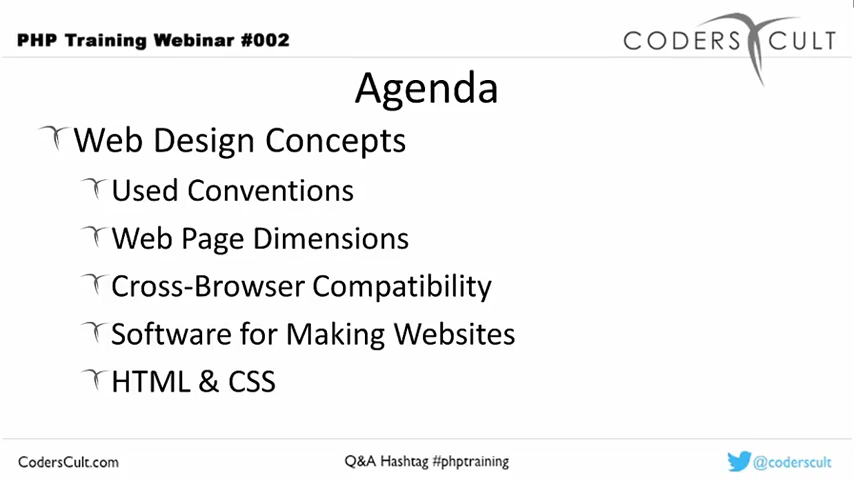 PHP Training Webinar #002
CODERS CULT
Agenda
Web Design Concepts
Used Conventions
Web Page Dimensions
Cross-Browser Compatibility
Software for Making Websites
HTML & CSS
CodersCult.com
Q&A Hashtag #phptraining
@coderscult